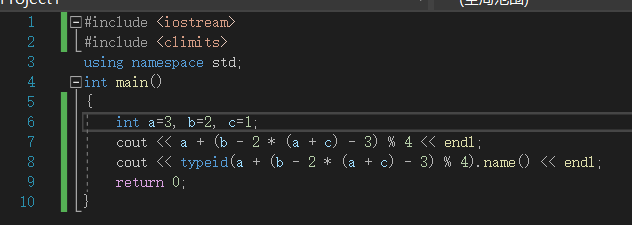 Project1
(全局范围)
1 #include <iostream>
2 #include <climits>
3 using namespace std;
4 int main()
5 {
6 int a=3, b=2, c=1;
7 cout << a + (b - 2 * (a + c) - 3) % 4 << endl;
8 cout << typeid(a + (b - 2 * (a + c) - 3) % 4).name() << endl;
9 return 0;
10 }